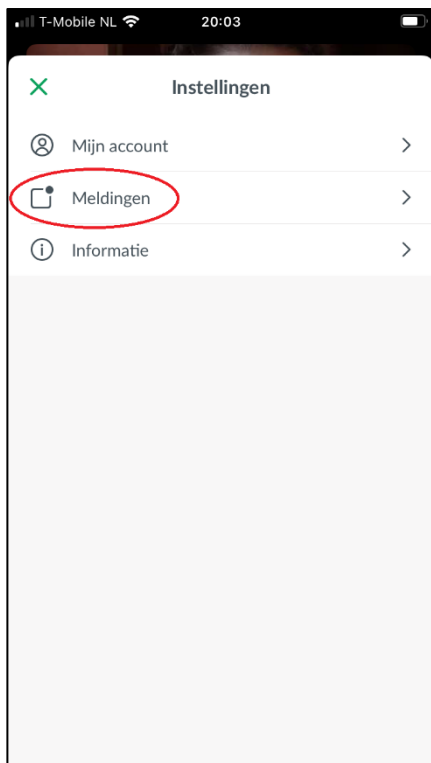 T-Mobile NL 20:03
Instellingen
Mijn account
Meldingen
Informatie